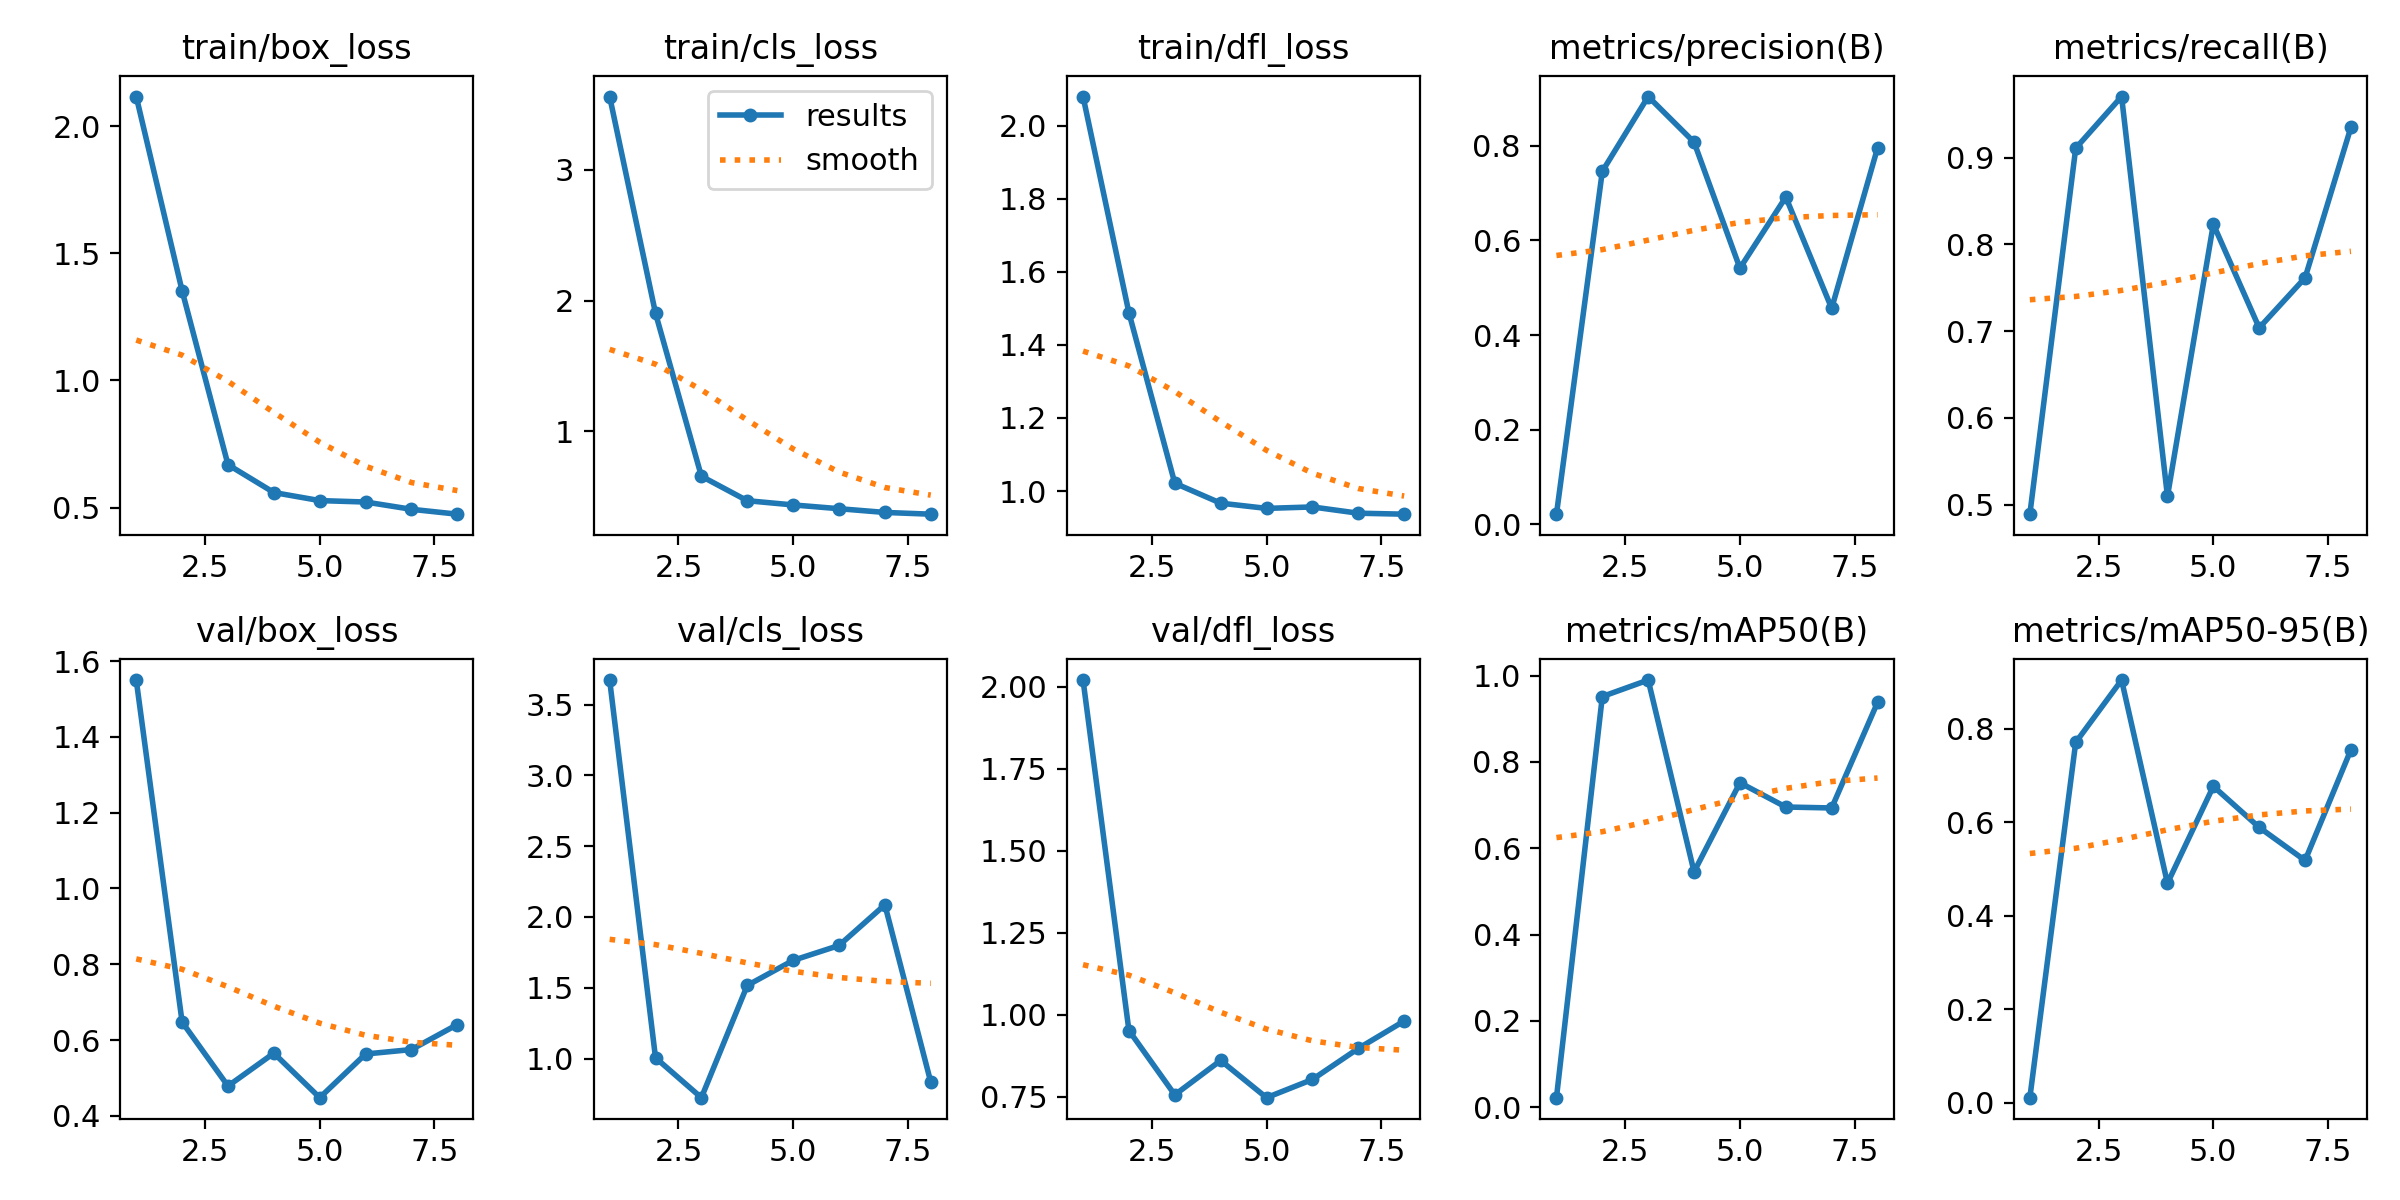 train/box_loss
train/cls_loss
train/dfl_loss
metrics/precision(B)
metrics/recall(B)
2.0
1.5
1.0
0.5
2.5 5.0 7.5
3
2
1
results
smooth
2.5 5.0 7.5
2.0
1.8
1.6
1.4
1.2
1.0
2.5 5.0 7.5
0.8
0.6
0.4
0.2
0.0
2.5 5.0 7.5
0.9
0.8
0.7
0.6
0.5
2.5 5.0 7.5
val/box_loss
val/cls_loss
val/dfl_loss
metrics/mAP50(B)
metrics/mAP50-95(B)
1.6
1.4
1.2
1.0
0.8
0.6
0.4
2.5 5.0 7.5
3.5
3.0
2.5
2.0
1.5
1.0
2.5 5.0 7.5
2.00
1.75
1.50
1.25
1.00
0.75
2.5 5.0 7.5
1.0
0.8
0.6
0.4
0.2
0.0
2.5 5.0 7.5
0.8
0.6
0.4
0.2
0.0
2.5 5.0 7.5